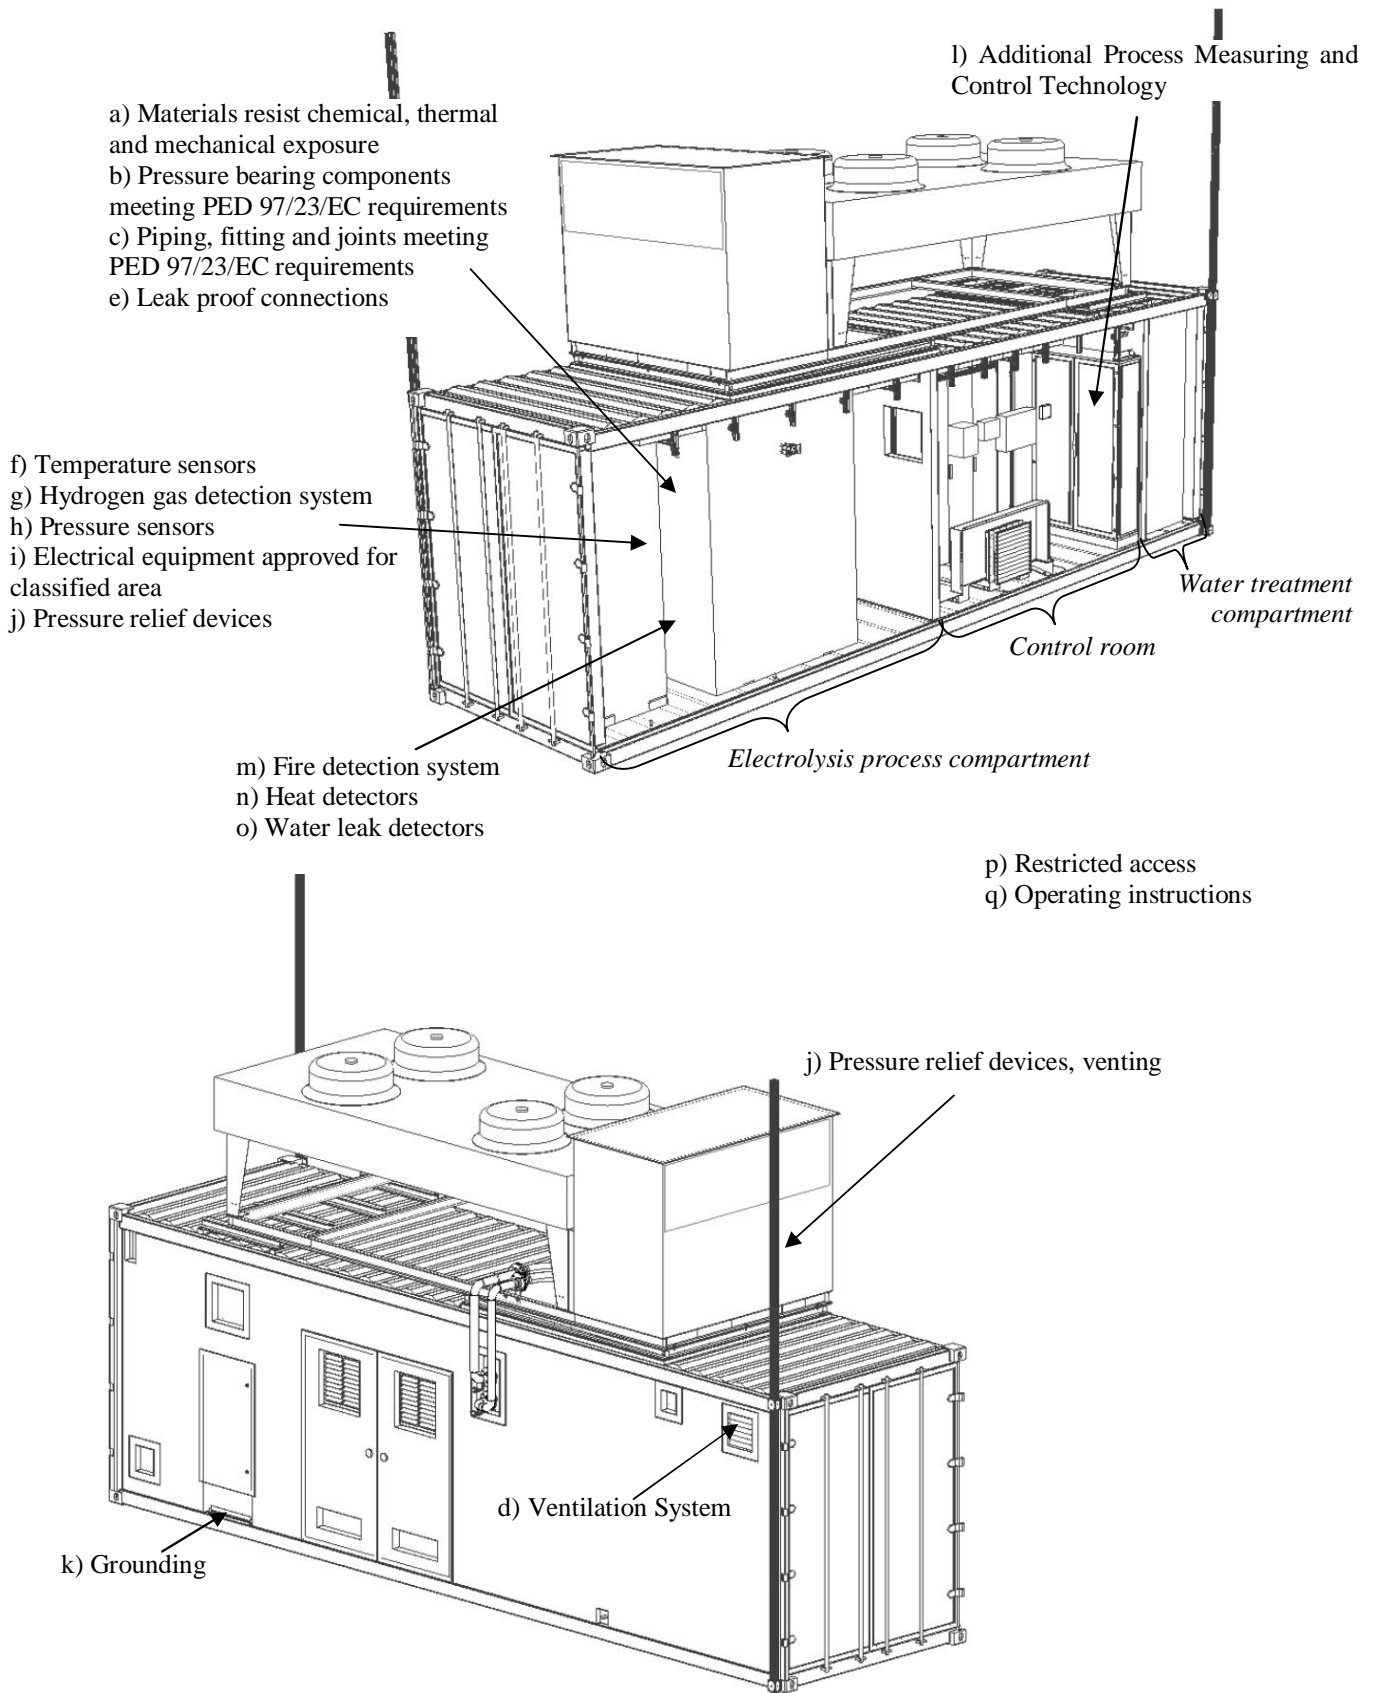 l) Additional Process Measuring and
Control Technology
a) Materials resist chemical, thermal
and mechanical exposure
b) Pressure bearing components
meeting PED 97/23/EC requirements
c) Piping, fitting and joints meeting
PED 97/23/EC requirements
e) Leak proof connections
f) Temperature sensors
g) Hydrogen gas detection system
h) Pressure sensors
i) Electrical equipment approved for
classified area
j) Pressure relief devices
Water treatment
compartment
Control room
Electrolysis process compartment
m) Fire detection system
n) Heat detectors
o) Water leak detectors
p) Restricted access
q) Operating instructions
j) Pressure relief devices, venting
d) Ventilation System
k) Grounding